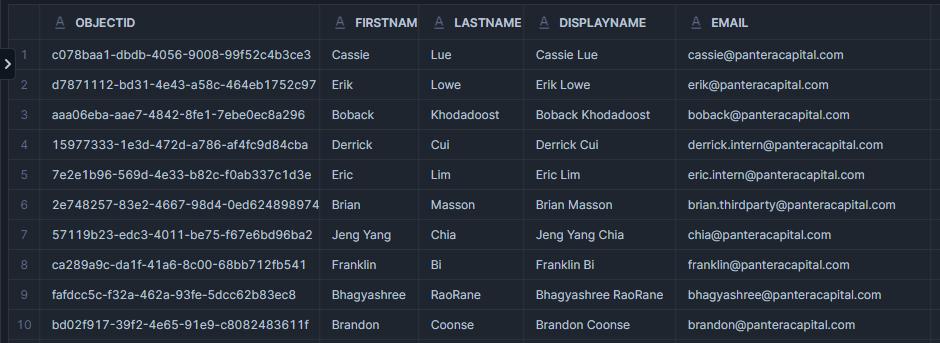 OBJECTID FIRSTNAM LASTNAME DISPLAYNAME EMAIL
1 c078baa1-dbdb-4056-9008-99f52c4b3ce3 Cassie Lue Cassie Lue cassie@panteracapital.com
2 d7871112-bd31-4e43-a58c-464eb1752c97 Erik Lowe Erik Lowe erik@panteracapital.com
3 aaa06eba-aae7-4842-8fe1-7ebe0ec8a296 Boback Khodadoost Boback Khodadoost boback@panteracapital.com
4 15977333-1e3d-472d-a786-af4fc9d84cba Derrick Cui Derrick Cui derrick.intern@panteracapital.com
5 7e2e1b96-569d-4e33-b82c-f0ab337c1d3e Eric Lim Eric Lim eric.intern@panteracapital.com
6 2e748257-83e2-4667-98d4-0ed624898974 Brian Masson Brian Masson brian.thirdparty@panteracapital.com
7 57119b23-edc3-4011-be75-f67e6bd96ba2 Jeng Yang Chia Jeng Yang Chia chia@panteracapital.com
8 ca289a9c-da1f-41a6-8c00-68bb712fb541 Franklin Bi Franklin Bi franklin@panteracapital.com
9 fafdcc5c-f32a-462a-93fe-5dcc62b83ec8 Bhagyashree RaoRane Bhagyashree RaoRane bhagyashree@panteracapital.com
10 bd02f917-39f2-4e65-91e9-c8082483611f Brandon Coonse Brandon Coonse brandon@panteracapital.com